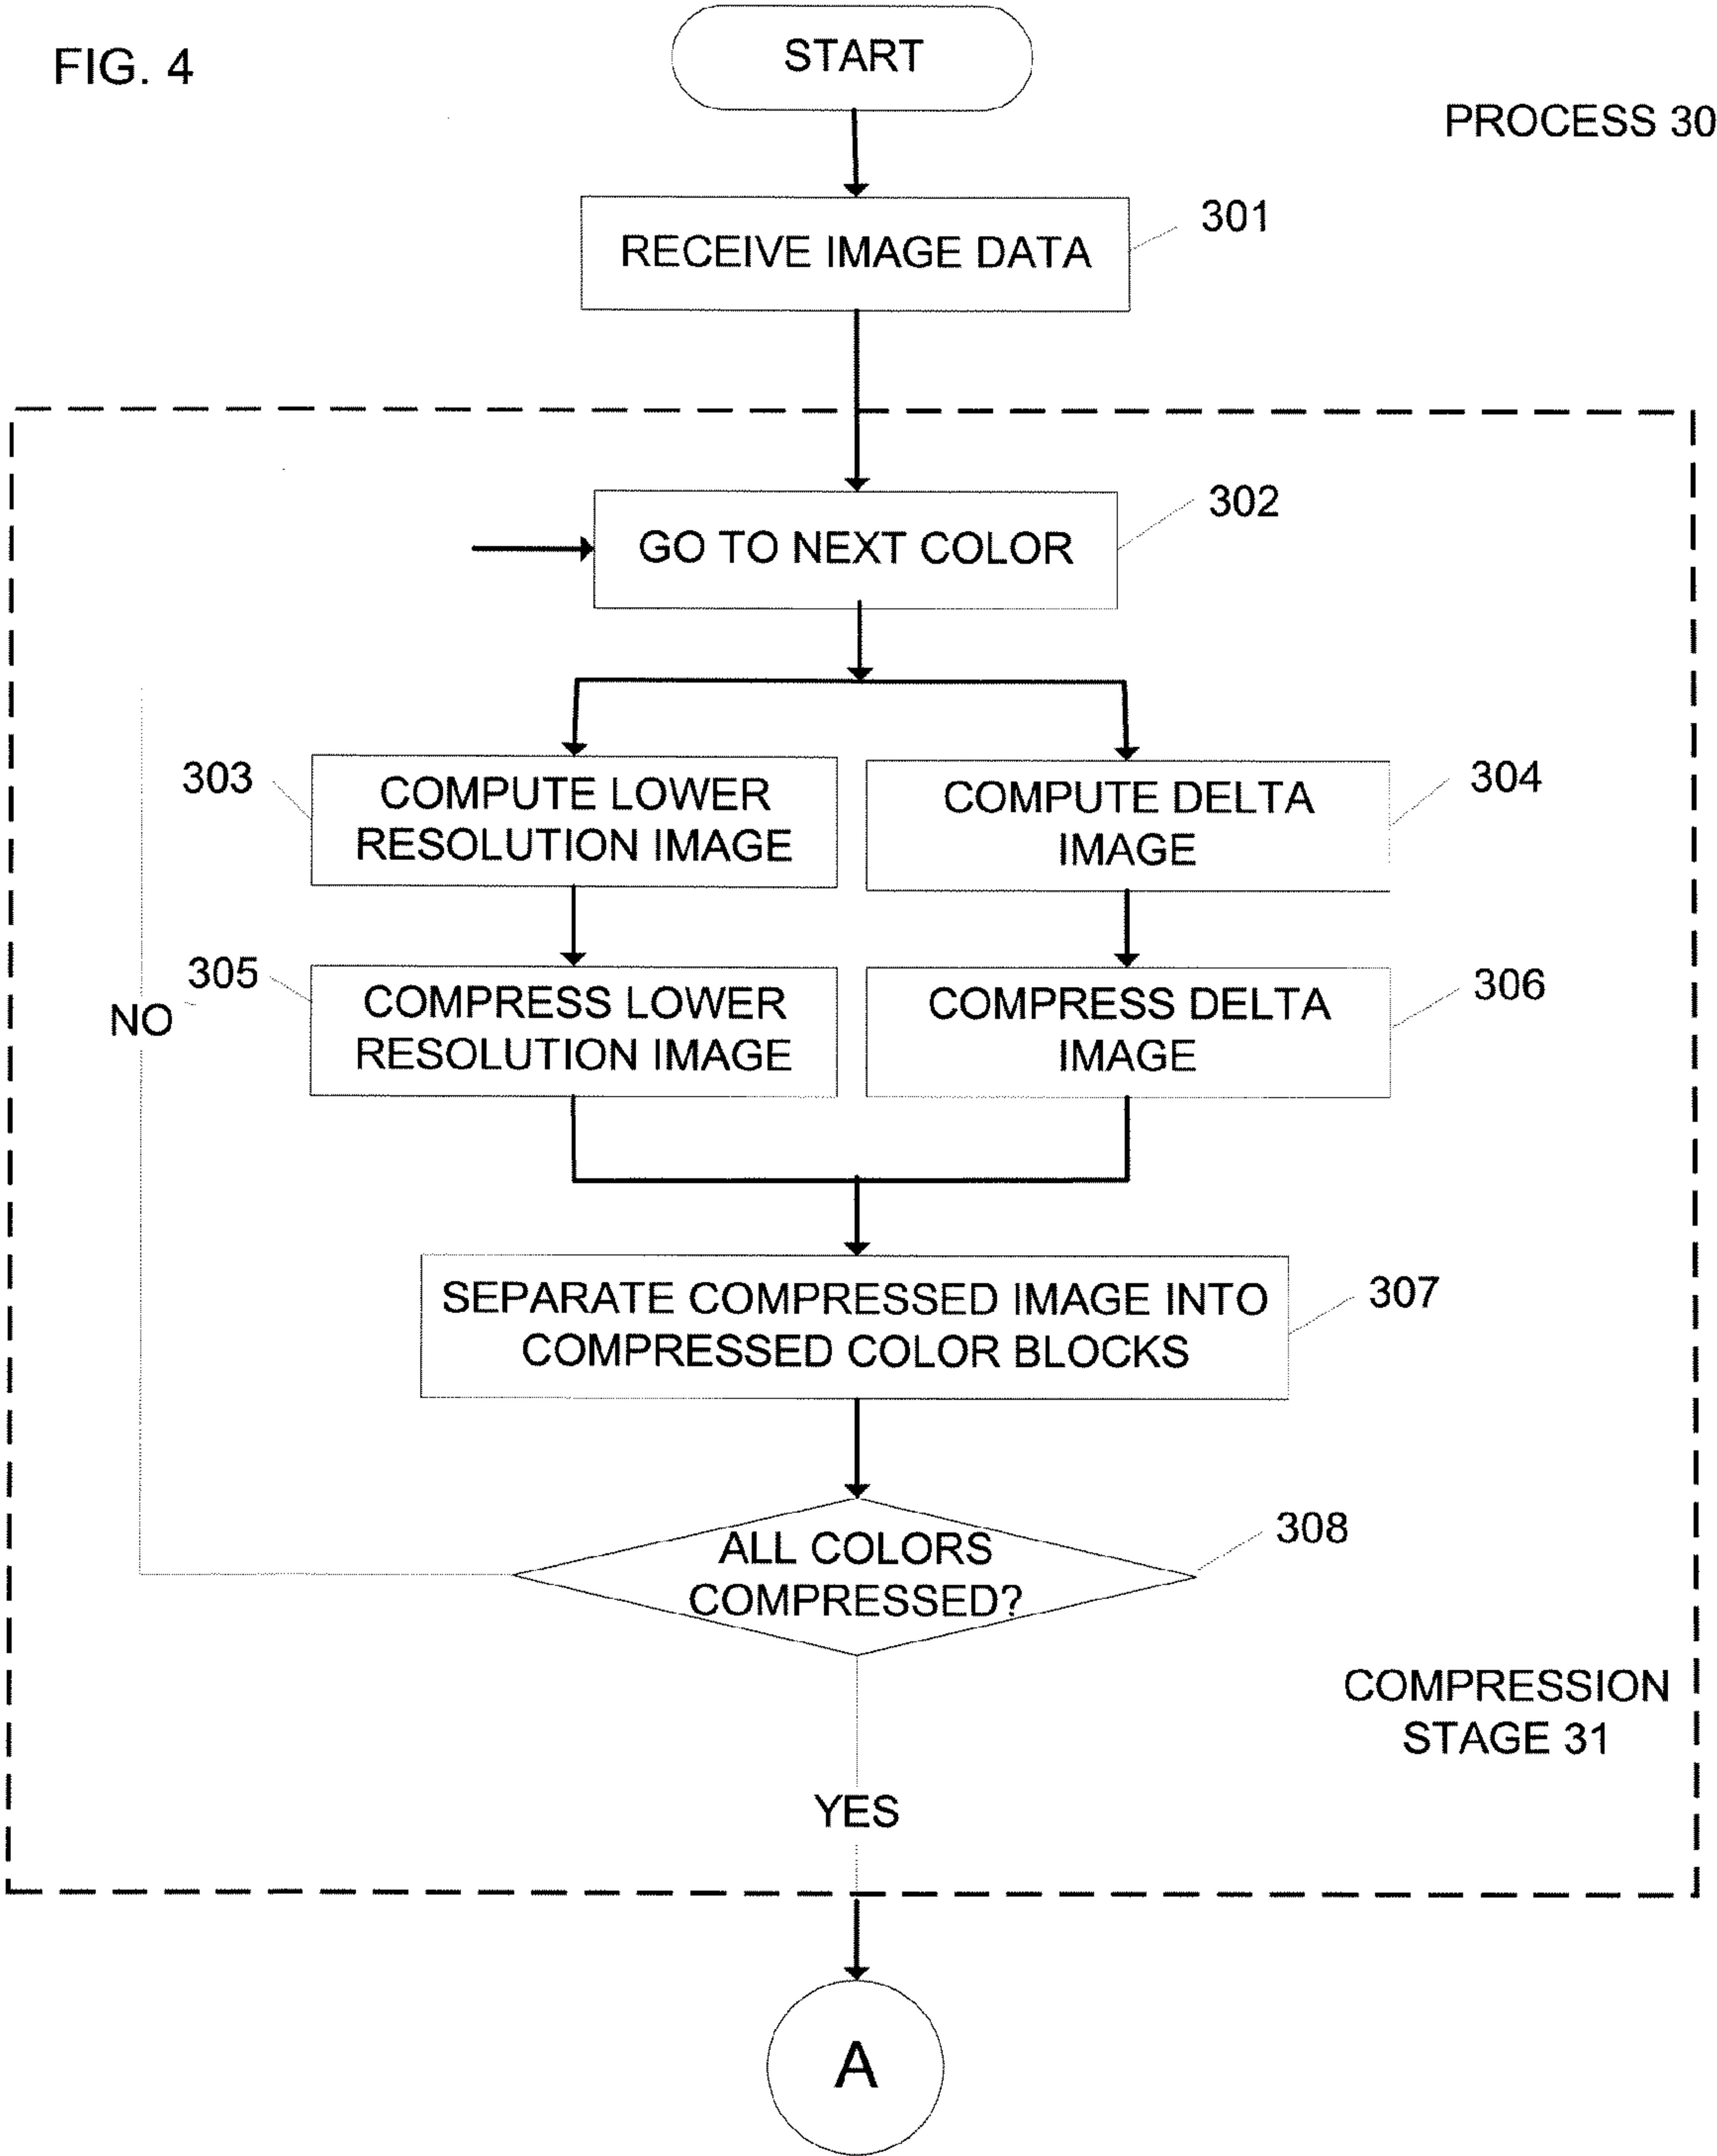 FIG. 4
START
PROCESS 30
301
RECEIVE IMAGE DATA
302
GO TO NEXT COLOR
303
COMPUTE LOWER
RESOLUTION IMAGE
COMPUTE DELTA
IMAGE
304
305
COMPRESS LOWER
RESOLUTION IMAGE
COMPRESS DELTA
IMAGE
306
NO
SEPARATE COMPRESSED IMAGE INTO
COMPRESSED COLOR BLOCKS
307
ALL COLORS
COMPRESSED?
308
COMPRESSION
STAGE 31
YES
A